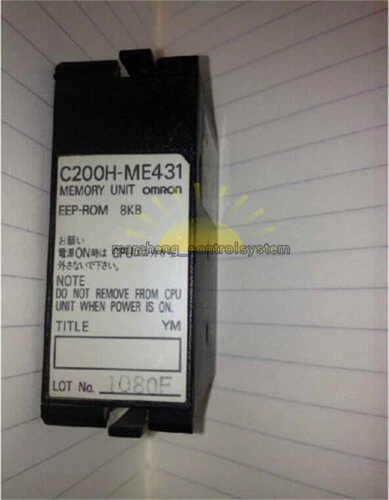 C200H-ME431
MEMORY UNIT omron
EEP-ROM 8KB
お願い
電源ON時は CPU
外さないで下さい。
NOTE
DO NOT REMOVE FROM CPU
UNIT WHEN POWER IS ON.
TITLE YM
LOT No. 1080E